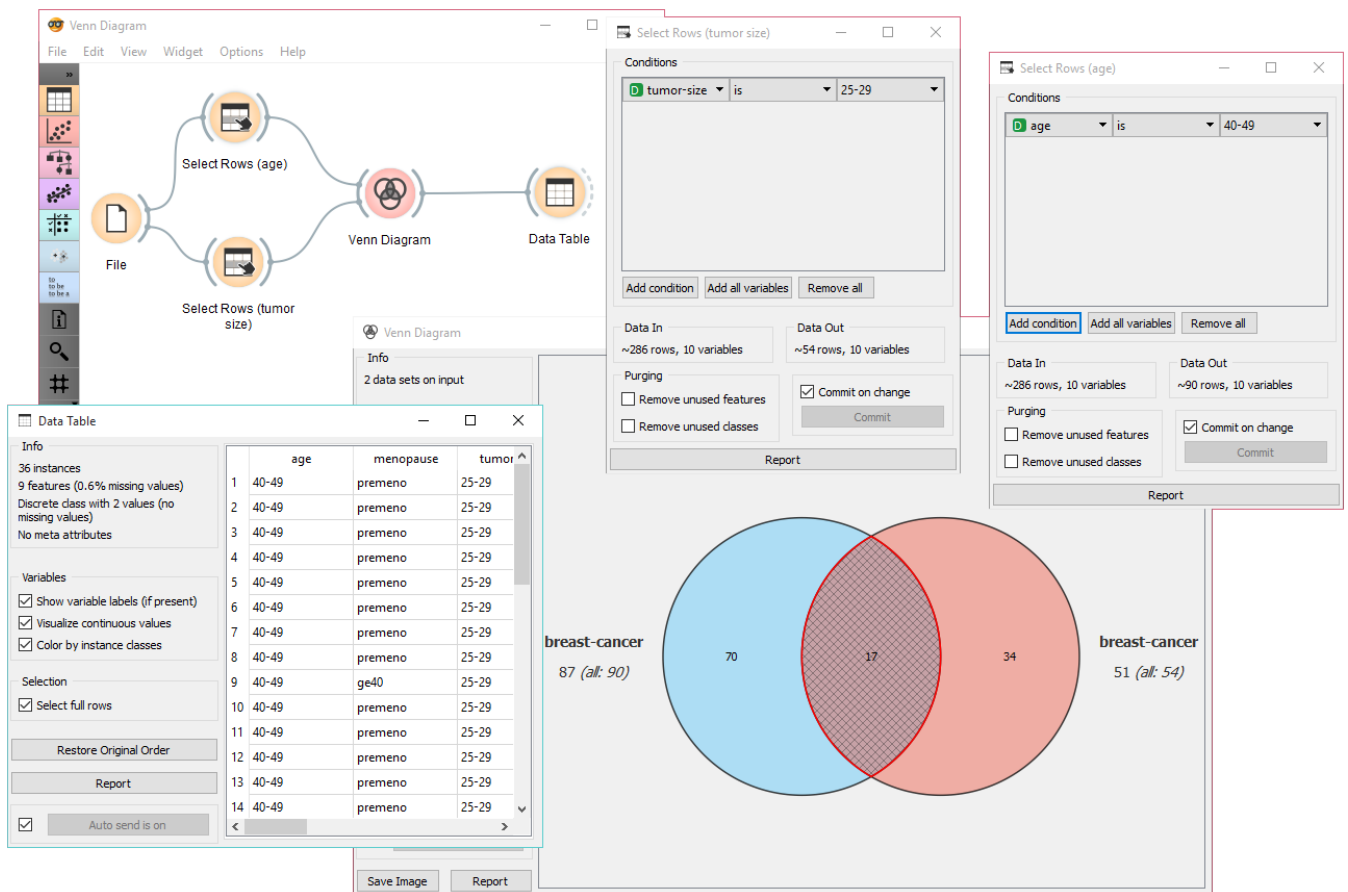 Venn Diagram
File Edit View Widget Options Help
»
to
to be
to be a
File
Select Rows (age)
Select Rows (tumor
size)
Venn Diagram
Data Table
Select Rows (tumor size)
Conditions
D tumor-size is 25-29
Add condition Add all variables Remove all
Data In
~286 rows, 10 variables
Data Out
~54 rows, 10 variables
Purging
Remove unused features
Remove unused classes
Commit on change
Commit
Report
Select Rows (age)
Conditions
D age is 40-49
Add condition Add all variables Remove all
Data In
~286 rows, 10 variables
Data Out
~90 rows, 10 variables
Purging
Remove unused features
Remove unused classes
Commit on change
Commit
Report
Venn Diagram
Info
2 data sets on input
breast-cancer
87 (all: 90)
70
17
34
breast-cancer
51 (all: 54)
Save Image Report
Data Table
Info
36 instances
9 features (0.6% missing values)
Discrete class with 2 values (no
missing values)
No meta attributes
Variables
Show variable labels (if present)
Visualize continuous values
Color by instance classes
Selection
Select full rows
Restore Original Order
Report
Auto send is on
age menopause tumor
1 40-49 premeno 25-29
2 40-49 premeno 25-29
3 40-49 premeno 25-29
4 40-49 premeno 25-29
5 40-49 premeno 25-29
6 40-49 premeno 25-29
7 40-49 premeno 25-29
8 40-49 premeno 25-29
9 40-49 ge40 25-29
10 40-49 premeno 25-29
11 40-49 premeno 25-29
12 40-49 premeno 25-29
13 40-49 premeno 25-29
14 40-49 premeno 25-29